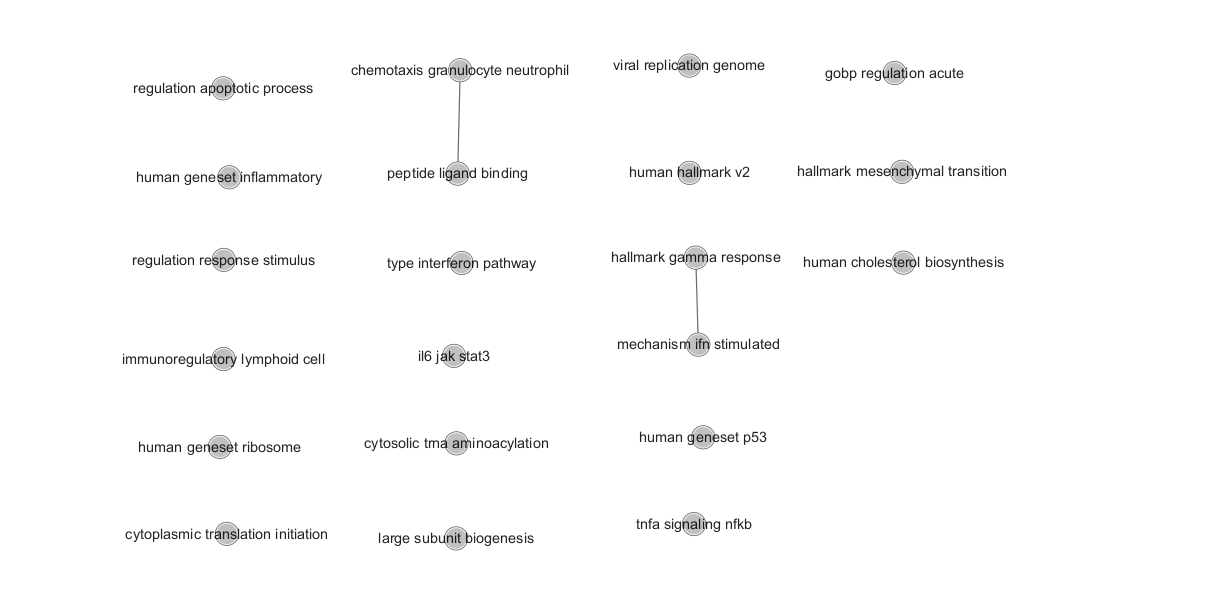 regulation apoptotic process
chemotaxis granulocyte neutrophil
viral replication genome
gobp regulation acute
human geneset inflammatory
peptide ligand binding
human hallmark v2
hallmark mesenchymal transition
regulation response stimulus
type interferon pathway
hallmark gamma response
human cholesterol biosynthesis
immunoregulatory lymphoid cell
il6 jak stat3
mechanism ifn stimulated
human geneset ribosome
cytosolic trna aminoacylation
human geneset p53
cytoplasmic translation initiation
large subunit biogenesis
tnfa signaling nfkb